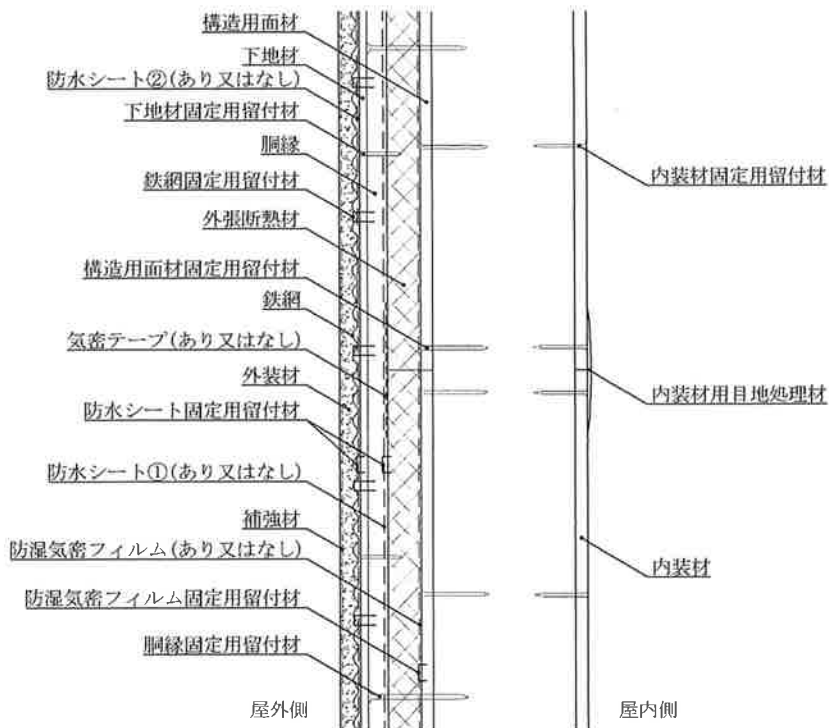 構造用面材
下地材
防水シート②(あり又はなし)
下地材固定用留付材
胴縁
鉄網固定用留付材
外張断熱材
構造用面材固定用留付材
鉄網
気密テープ(あり又はなし)
外装材
防水シート固定用留付材
防水シート①(あり又はなし)
補強材
防湿気密フィルム(あり又はなし)
防湿気密フィルム固定用留付材
胴縁固定用留付材
屋外側
内装材固定用留付材
内装材用目地処理材
内装材
屋内側